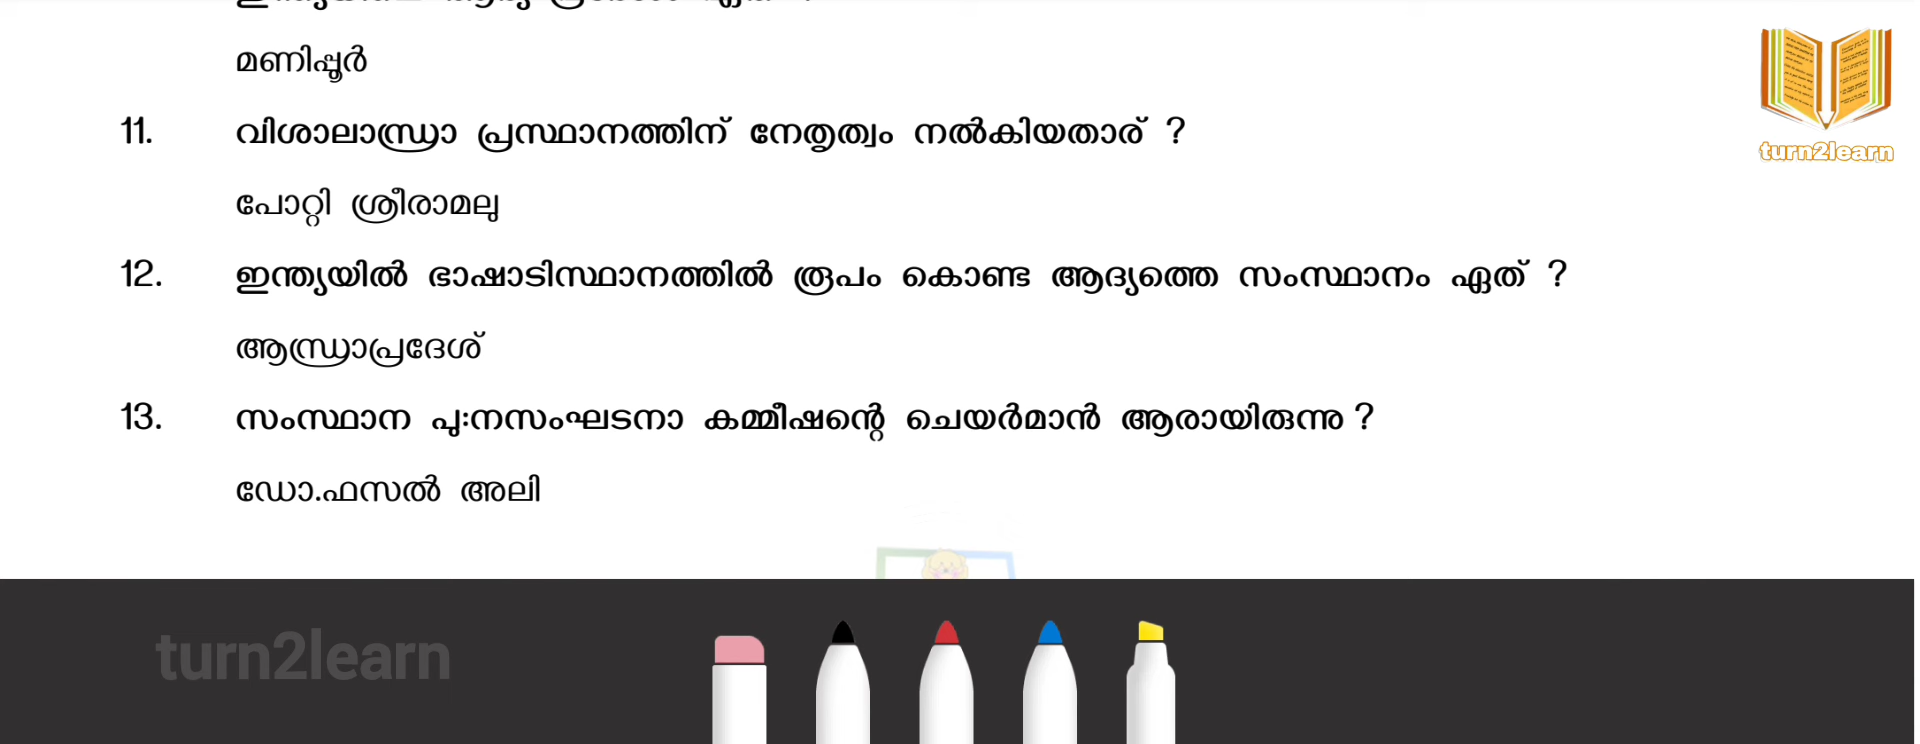 മണിപ്പൂർ
turn2learn
11. വിശാലാന്ധ്രാ പ്രസ്ഥാനത്തിന് നേതൃത്വം നൽകിയതാര് ?
പോറ്റി ശ്രീരാമലു
12. ഇന്ത്യയിൽ ഭാഷാടിസ്ഥാനത്തിൽ രൂപം കൊണ്ട ആദ്യത്തെ സംസ്ഥാനം ഏത് ?
ആന്ധ്രാപ്രദേശ്
13. സംസ്ഥാന പു:നസംഘടനാ കമ്മീഷന്റെ ചെയർമാൻ ആരായിരുന്നു ?
ഡോ.ഫസൽ അലി
turn2learn